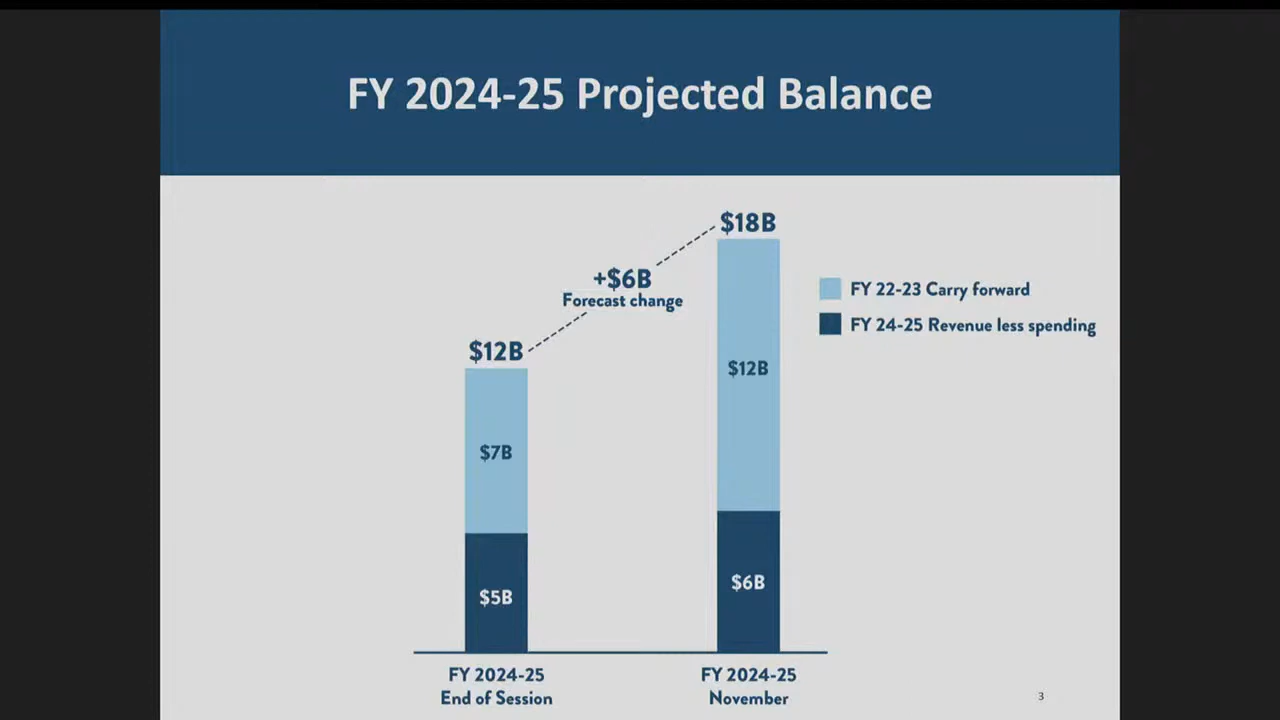 FY 2024-25 Projected Balance
$18B
+$6B
Forecast change
$12B
FY 22-23 Carry forward
FY 24-25 Revenue less spending
$12B
$7B
$6B
$5B
FY 2024-25
End of Session
FY 2024-25
November
3